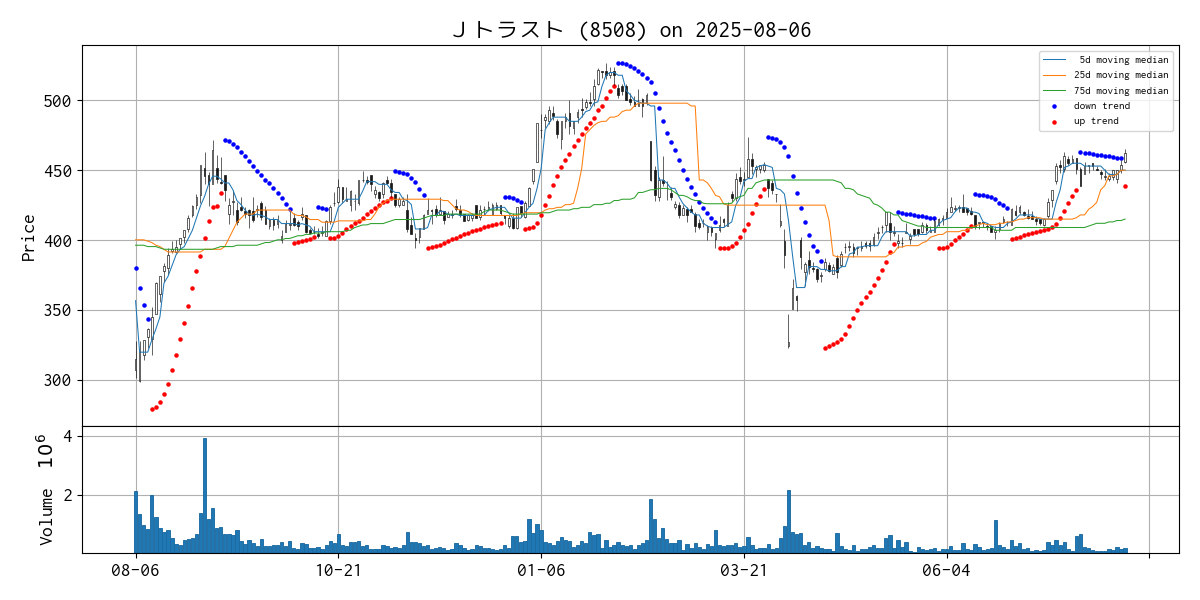 Ｊトラスト (8508) on 2025-08-06
5d moving median
25d moving median
75d moving median
down trend
up trend
Price
500
450
400
350
300
Volume 10^6
4
2
08-06 10-21 01-06 03-21 06-04